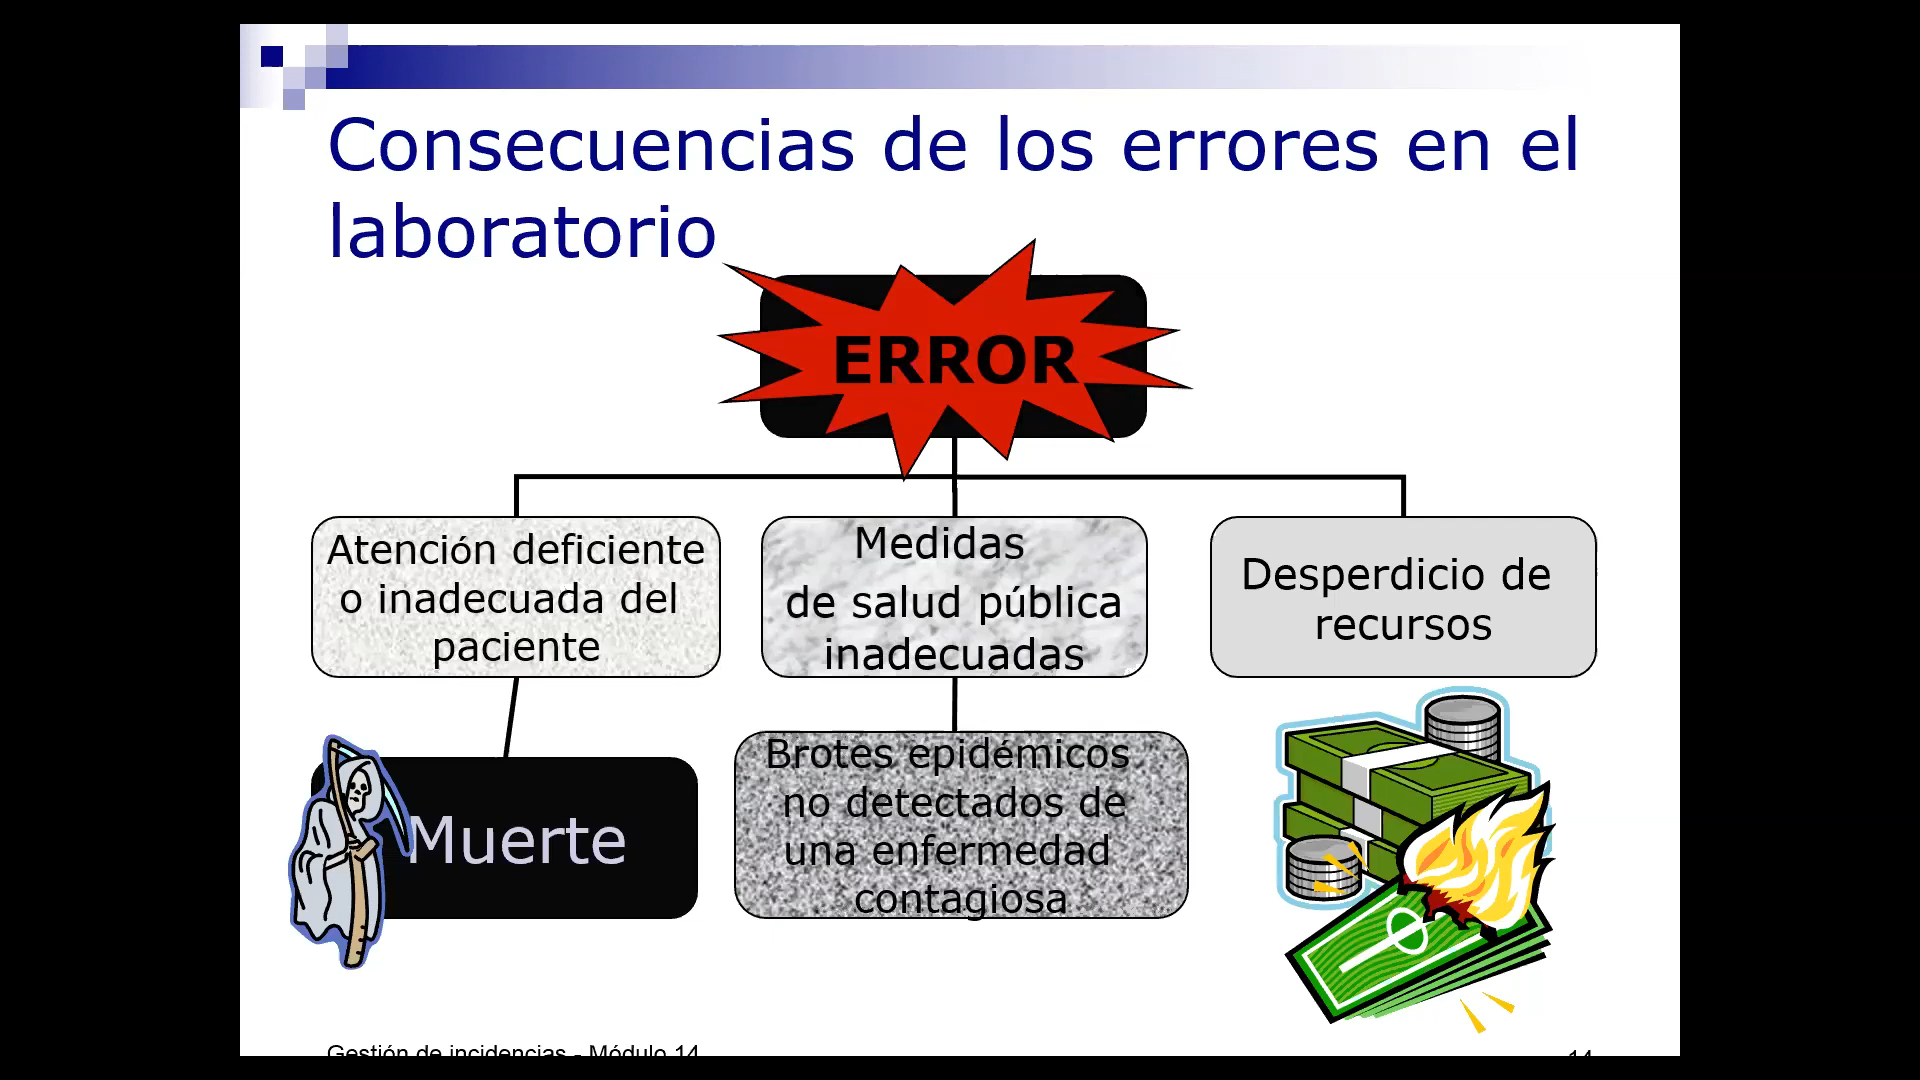 Consecuencias de los errores en el
laboratorio
ERROR
Atención deficiente
o inadecuada del
paciente
Medidas
de salud pública
inadecuadas
Desperdicio de
recursos
Muerte
Brotes epidémicos
no detectados de
una enfermedad
contagiosa
Gestión de incidencias - Módulo 14
14